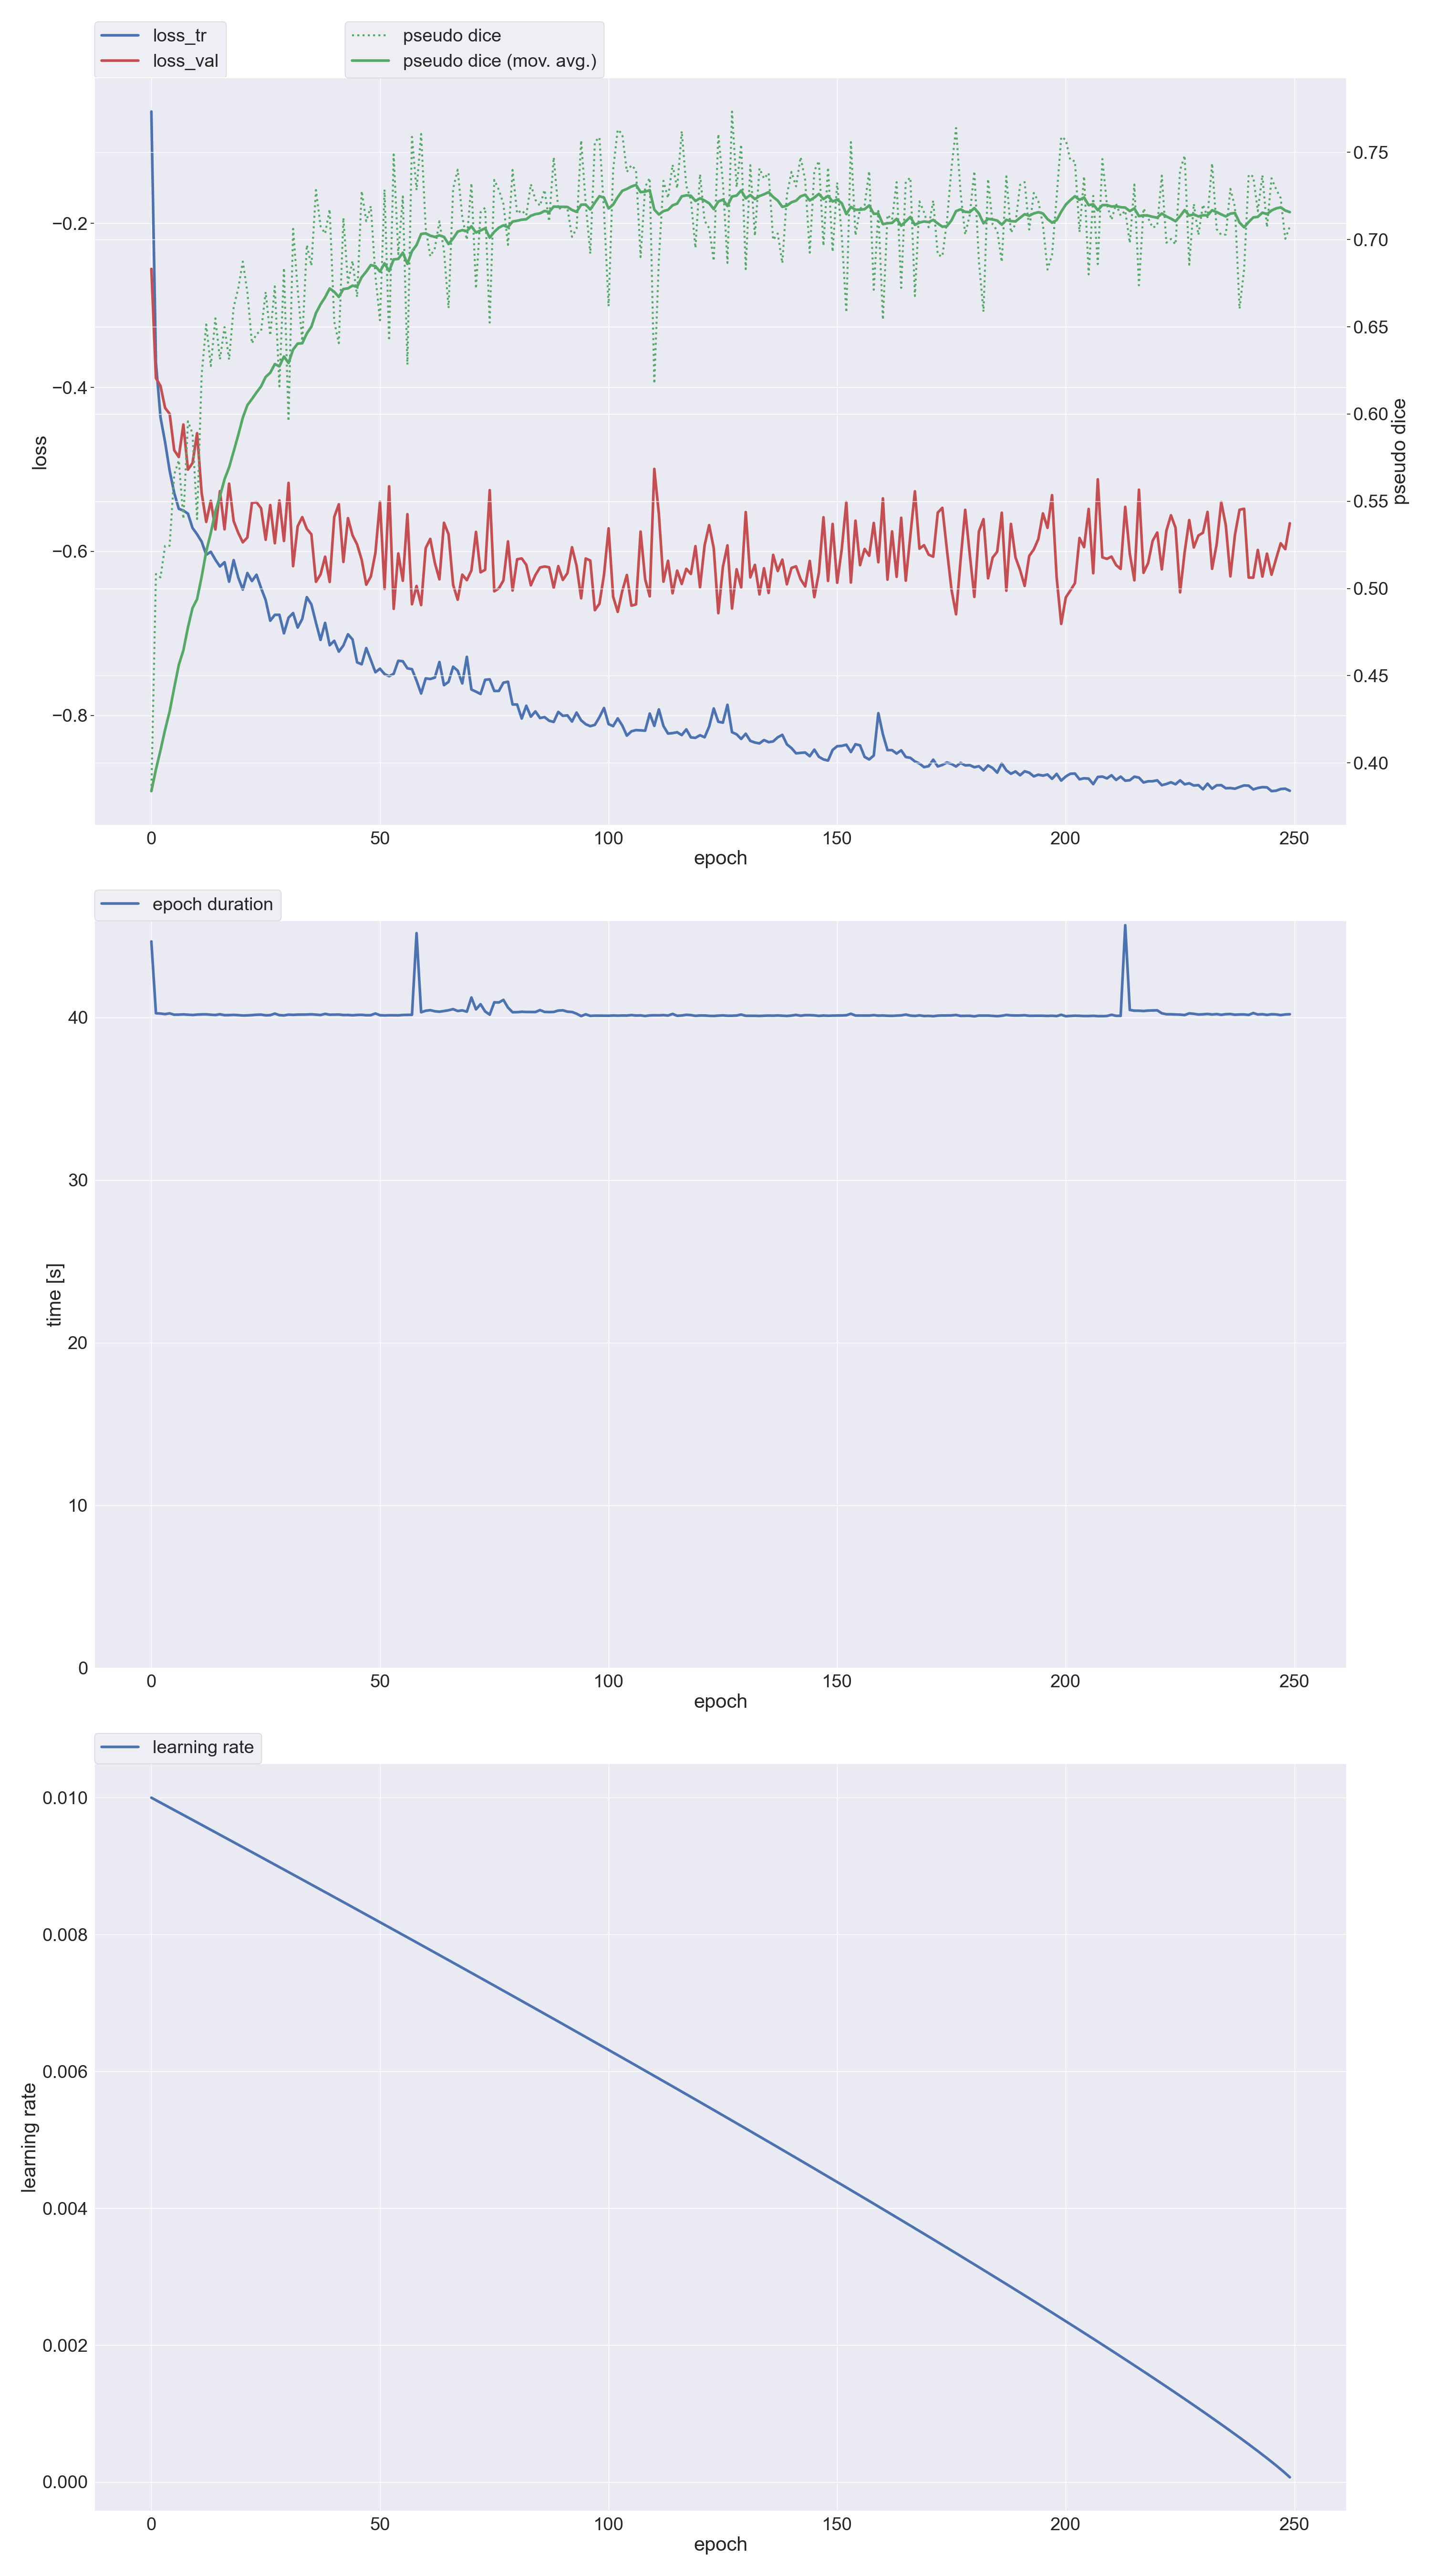 loss_tr
loss_val
pseudo dice
pseudo dice (mov. avg.)
−0.2
−0.4
−0.6
−0.8
loss
0.75
0.70
0.65
0.60
0.55
0.50
0.45
0.40
pseudo dice
0 50 100 150 200 250
epoch
epoch duration
40
30
20
10
0
time [s]
0 50 100 150 200 250
epoch
learning rate
0.010
0.008
0.006
0.004
0.002
0.000
learning rate
0 50 100 150 200 250
epoch